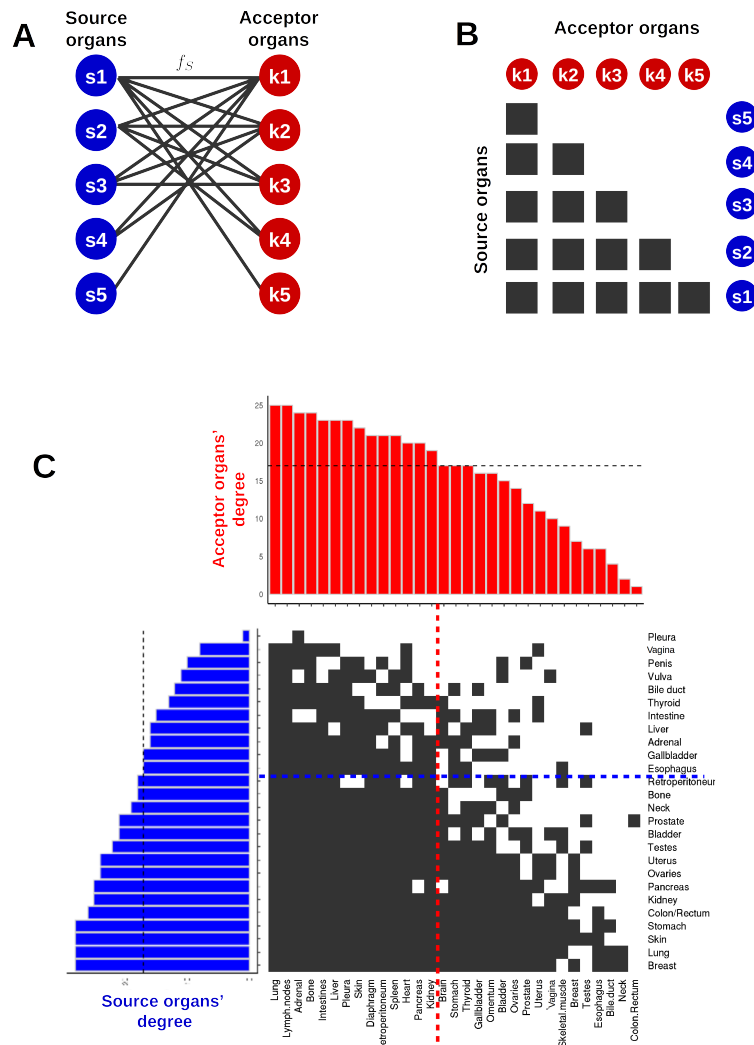 A
Source
organs
Acceptor
organs
f_S
s1
s2
s3
s4
s5
k1
k2
k3
k4
k5
B
Acceptor organs
k1 k2 k3 k4 k5
Source organs
s5
s4
s3
s2
s1
C
Acceptor organs'
degree
25
20
15
10
5
0
Pleura
Vagina
Penis
Vulva
Bile duct
Thyroid
Intestine
Liver
Adrenal
Gallbladder
Esophagus
Retroperitoneur
Bone
Neck
Prostate
Bladder
Testes
Uterus
Ovaries
Pancreas
Kidney
Colon/Rectum
Stomach
Skin
Lung
Breast
Source organs'
degree
Lung
Lymph.nodes
Adrenal
Bone
Intestines
Liver
Pleura
Skin
Diaphragm
etroperitoneum
Spleen
Heart
Pancreas
Kidney
Brain
Stomach
Thyroid
Gallbladder
Omentum
Bladder
Ovaries
Prostate
Uterus
Vagina
Skeletal.muscle
Breast
Testes
Esophagus
Bile.duct
Neck
Colon.Rectum